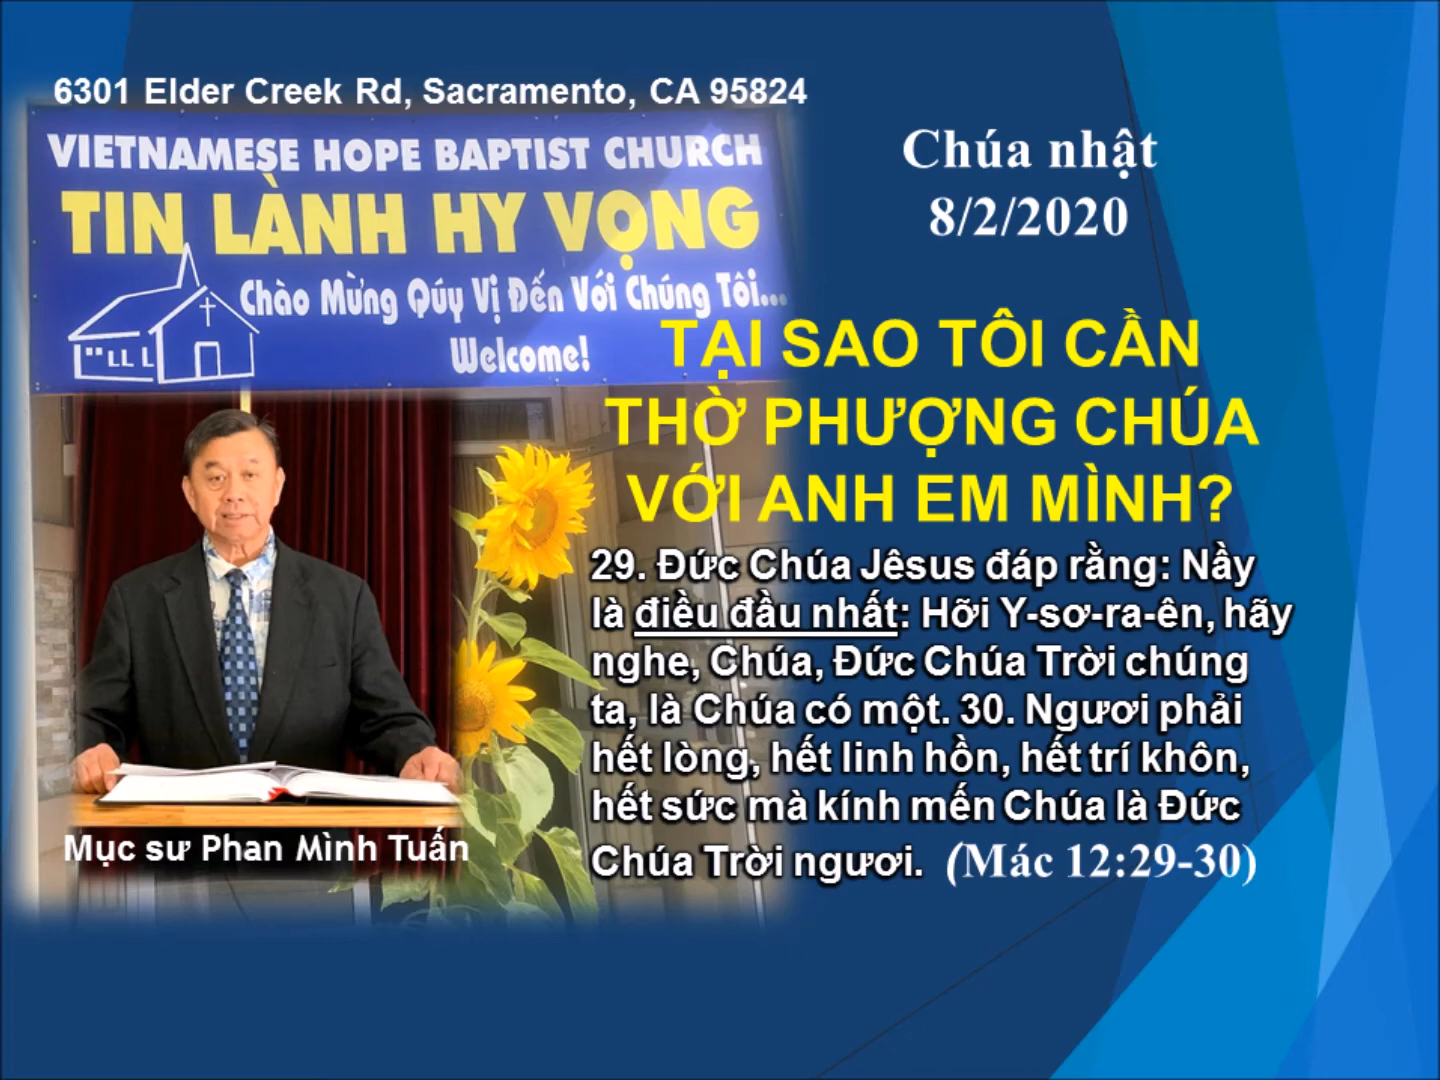 6301 Elder Creek Rd, Sacramento, CA 95824
VIETNAMESE HOPE BAPTIST CHURCH
TIN LÀNH HY VỌNG
Chào Mừng Qúy Vị Đến Với Chúng Tôi...
Welcome!
Chúa nhật
8/2/2020
TẠI SAO TÔI CẦN
THỜ PHƯỢNG CHÚA
VỚI ANH EM MÌNH?
29. Đức Chúa Jêsus đáp rằng: Nầy
là điều đầu nhất: Hỡi Y-sơ-ra-ên, hãy
nghe, Chúa, Đức Chúa Trời chúng
ta, là Chúa có một. 30. Ngươi phải
hết lòng, hết linh hồn, hết trí khôn,
hết sức mà kính mến Chúa là Đức
Chúa Trời ngươi. (Mác 12:29-30)
Mục sư Phan Mình Tuấn